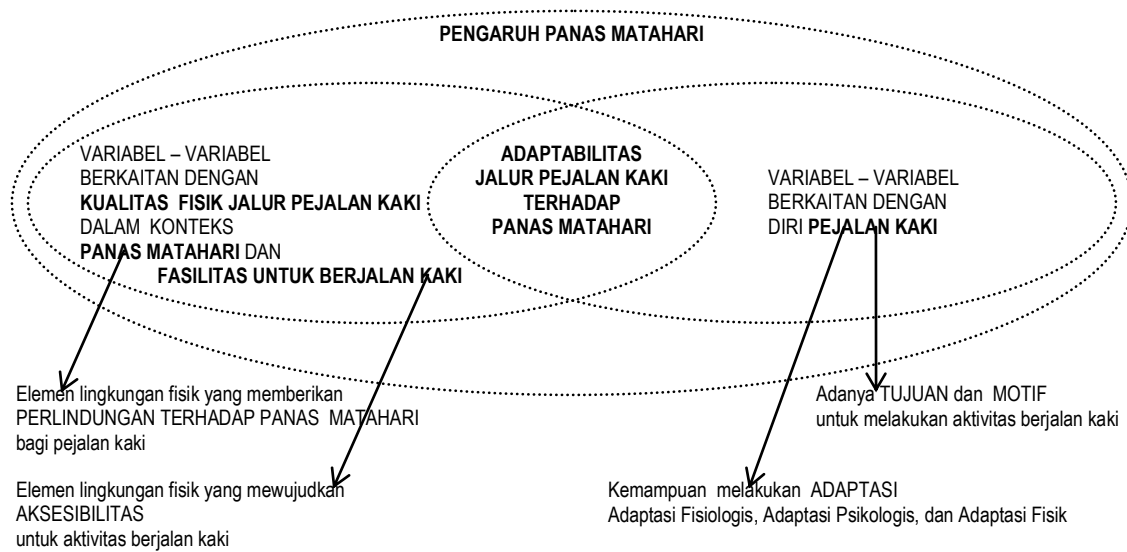 PENGARUH PANAS MATAHARI
VARIABEL – VARIABEL
BERKAITAN DENGAN
KUALITAS FISIK JALUR PEJALAN KAKI
DALAM KONTEKS
PANAS MATAHARI DAN
FASILITAS UNTUK BERJALAN KAKI
ADAPTABILITAS
JALUR PEJALAN KAKI
TERHADAP
PANAS MATAHARI
VARIABEL – VARIABEL
BERKAITAN DENGAN
DIRI PEJALAN KAKI
Elemen lingkungan fisik yang memberikan
PERLINDUNGAN TERHADAP PANAS MATAHARI
bagi pejalan kaki
Adanya TUJUAN dan MOTIF
untuk melakukan aktivitas berjalan kaki
Elemen lingkungan fisik yang mewujudkan
AKSESIBILITAS
untuk aktivitas berjalan kaki
Kemampuan melakukan ADAPTASI
Adaptasi Fisiologis, Adaptasi Psikologis, dan Adaptasi Fisik